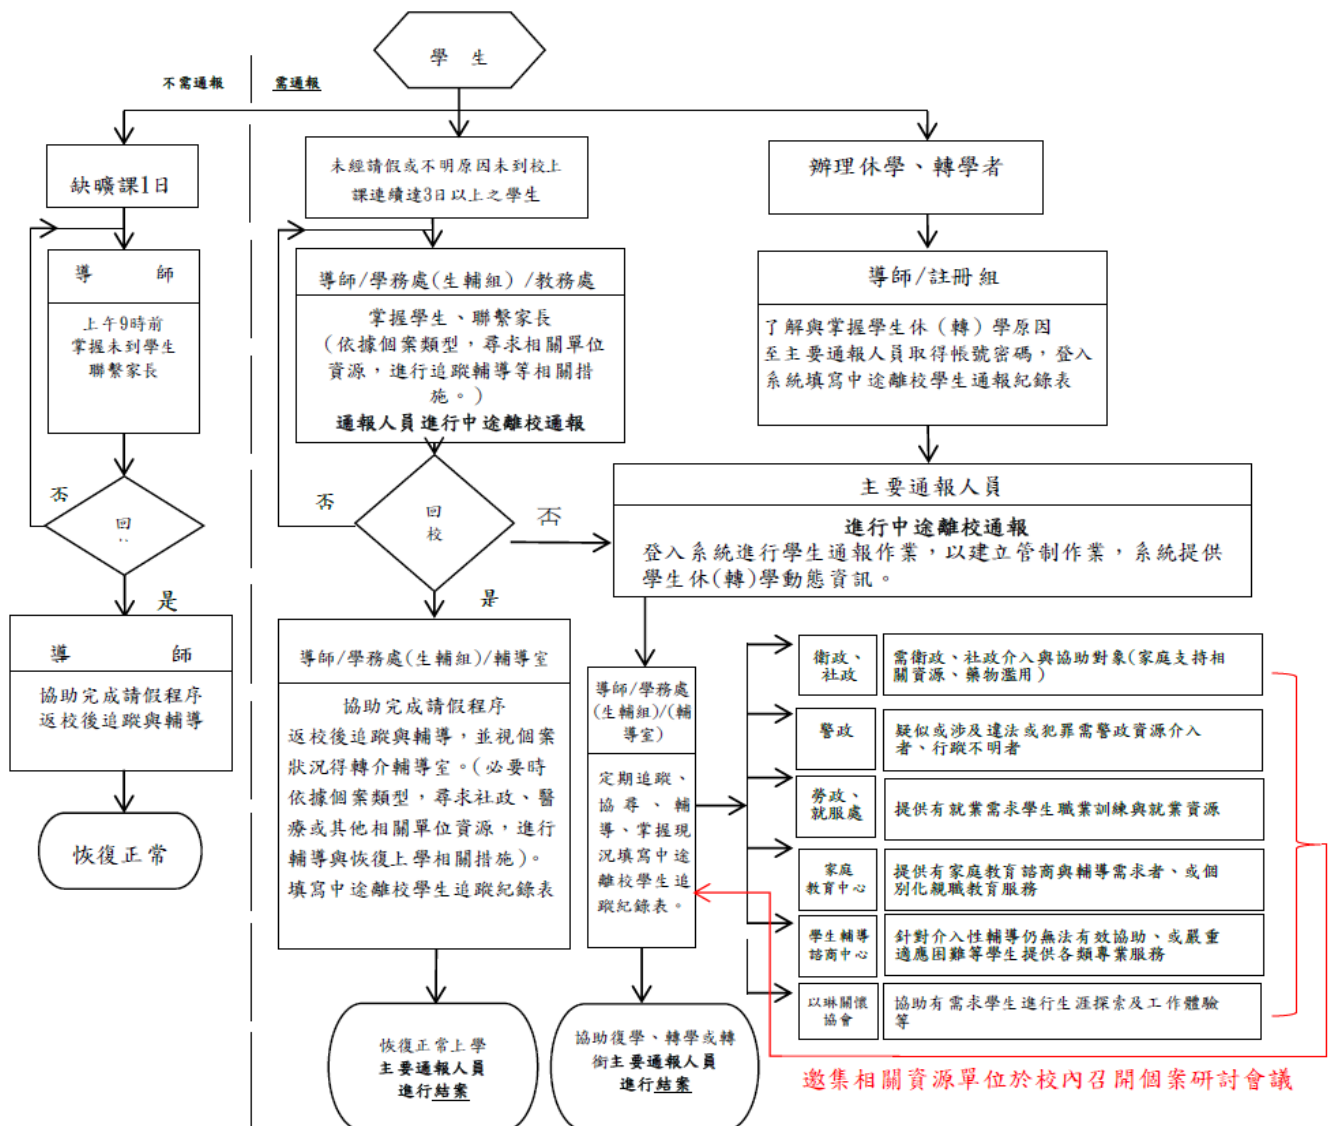 學 生
不需通報
需通報
缺曠課1日
未經請假或不明原因未到校上
課連續達3日以上之學生
辦理休學、轉學者
導 師
上午9時前
掌握未到學生
聯繫家長
導師/學務處(生輔組) /教務處
掌握學生、聯繫家長
(依據個案類型，尋求相關單位
資源，進行追蹤輔導等相關措
施。)
通報人員進行中途離校通報
導師/註冊組
了解與掌握學生休（轉）學原因
至主要通報人員取得帳號密碼，登入
系統填寫中途離校學生通報紀錄表
否
回
是
否
回
校
否
是
主要通報人員
進行中途離校通報
登入系統進行學生通報作業，以建立管制作業，系統提供
學生休(轉)學動態資訊。
導 師
協助完成請假程序
返校後追蹤與輔導
恢復正常
導師/學務處(生輔組)/輔導室
協助完成請假程序
返校後追蹤與輔導，並視個案
狀況得轉介輔導室。(必要時
依據個案類型，尋求社政、醫
療或其他相關單位資源，進行
輔導與恢復上學相關措施)。
填寫中途離校學生追蹤紀錄表
恢復正常上學
主要通報人員
進行結案
導師/學務處
(生輔組)/(輔
導室)
定期追蹤、
協尋、輔
導、掌握現
況填寫中途
離校學生追
蹤紀錄表。
協助復學、轉學或轉
銜主要通報人員
進行結案
衛政、
社政
需衛政、社政介入與協助對象(家庭支持相
關資源、藥物濫用)
警政
疑似或涉及違法或犯罪需警政資源介入
者、行蹤不明者
勞政、
就服處
提供有就業需求學生職業訓練與就業資源
家庭
教育中心
提供有家庭教育諮商與輔導需求者、或個
別化親職教育服務
學生輔導
諮商中心
針對介入性輔導仍無法有效協助、或嚴重
適應困難等學生提供各類專業服務
以琳關懷
協會
協助有需求學生進行生涯探索及工作體驗
等
邀集相關資源單位於校內召開個案研討會議